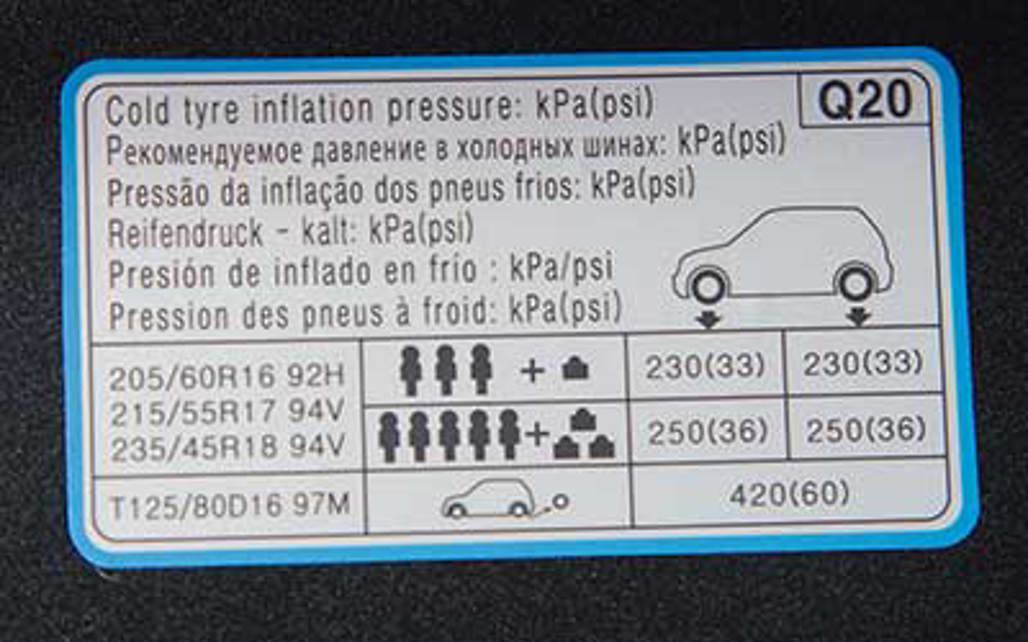 Cold tyre inflation pressure: kPa(psi)
Q20
Рекомендуемое давление в холодных шинах: kPa(psi)
Pressão da inflação dos pneus frios: kPa(psi)
Reifendruck - kalt: kPa(psi)
Presión de inflado en frio : kPa/psi
Pression des pneus à froid: kPa(psi)
205/60R16 92H
215/55R17 94V
235/45R18 94V
+
230(33)
230(33)
+
250(36)
250(36)
T125/80D16 97M
420(60)